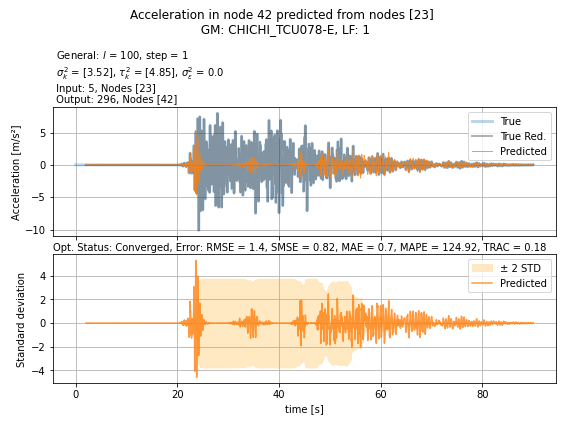 Acceleration in node 42 predicted from nodes [23]
GM: CHICHI_TCU078-E, LF: 1
General: l = 100, step = 1
σ²ₖ = [3.52], τ²ₖ = [4.85], σ²ₑ = 0.0
Input: 5, Nodes [23]
Output: 296, Nodes [42]
Acceleration [m/s²]
5
0
−5
−10
True
True Red.
Predicted
Opt. Status: Converged, Error: RMSE = 1.4, SMSE = 0.82, MAE = 0.7, MAPE = 124.92, TRAC = 0.18
Standard deviation
4
2
0
−2
−4
± 2 STD
Predicted
0 20 40 60 80
time [s]